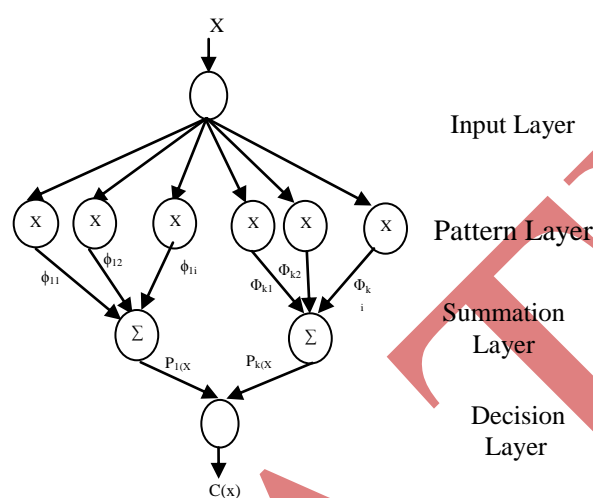 X
Input Layer
X X X X X X
Pattern Layer
ϕ11 ϕ12 ϕ1i Φk1 Φk2 Φk
i
Summation
Layer
Σ Σ
P1(X Pk(X
Decision
Layer
C(x)